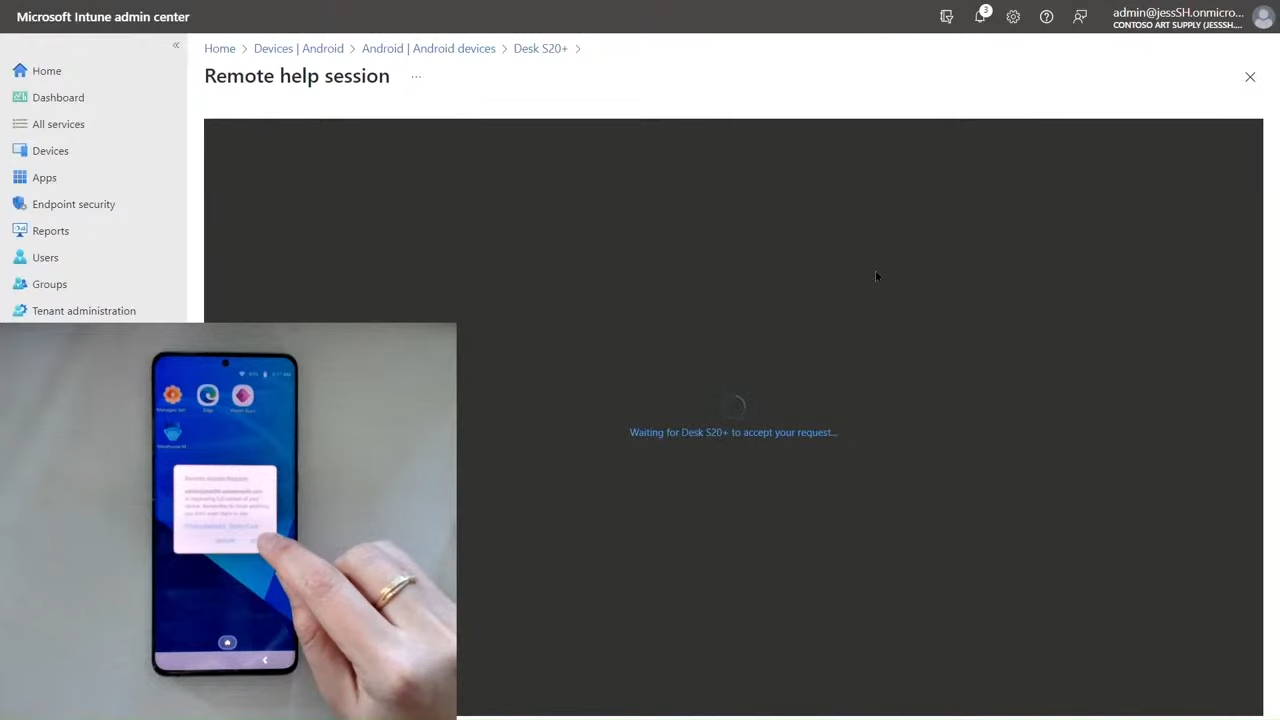 Microsoft Intune admin center
3
admin@jessSH.onmicro...
CONTOSO ART SUPPLY (JESSSH....
Home > Devices | Android > Android | Android devices > Desk S20+ >
Remote help session ...
Home
Dashboard
All services
Devices
Apps
Endpoint security
Reports
Users
Groups
Tenant administration
Waiting for Desk S20+ to accept your request...
Edge